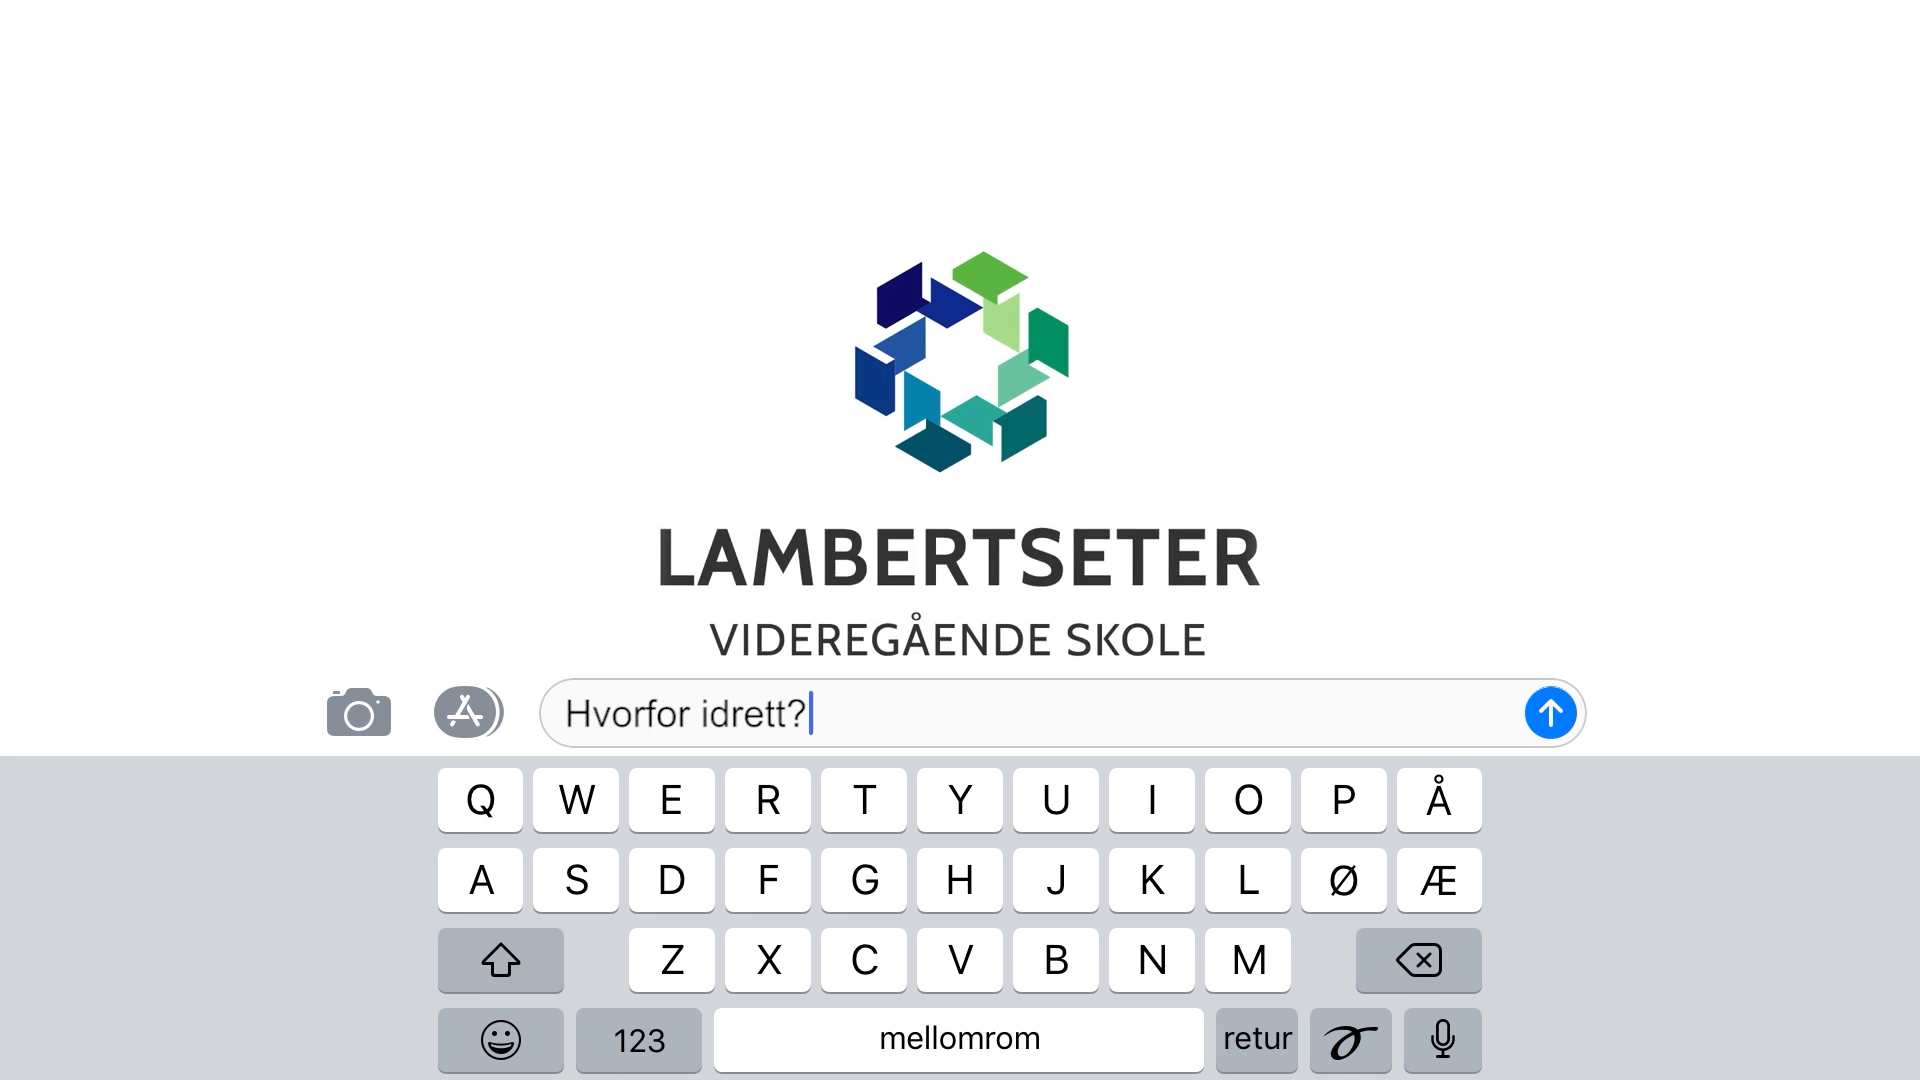 LAMBERTSETER
VIDEREGÅENDE SKOLE
Hvorfor idrett?
Q W E R T Y U I O P Å
A S D F G H J K L Ø Æ
Z X C V B N M
123 mellomrom retur